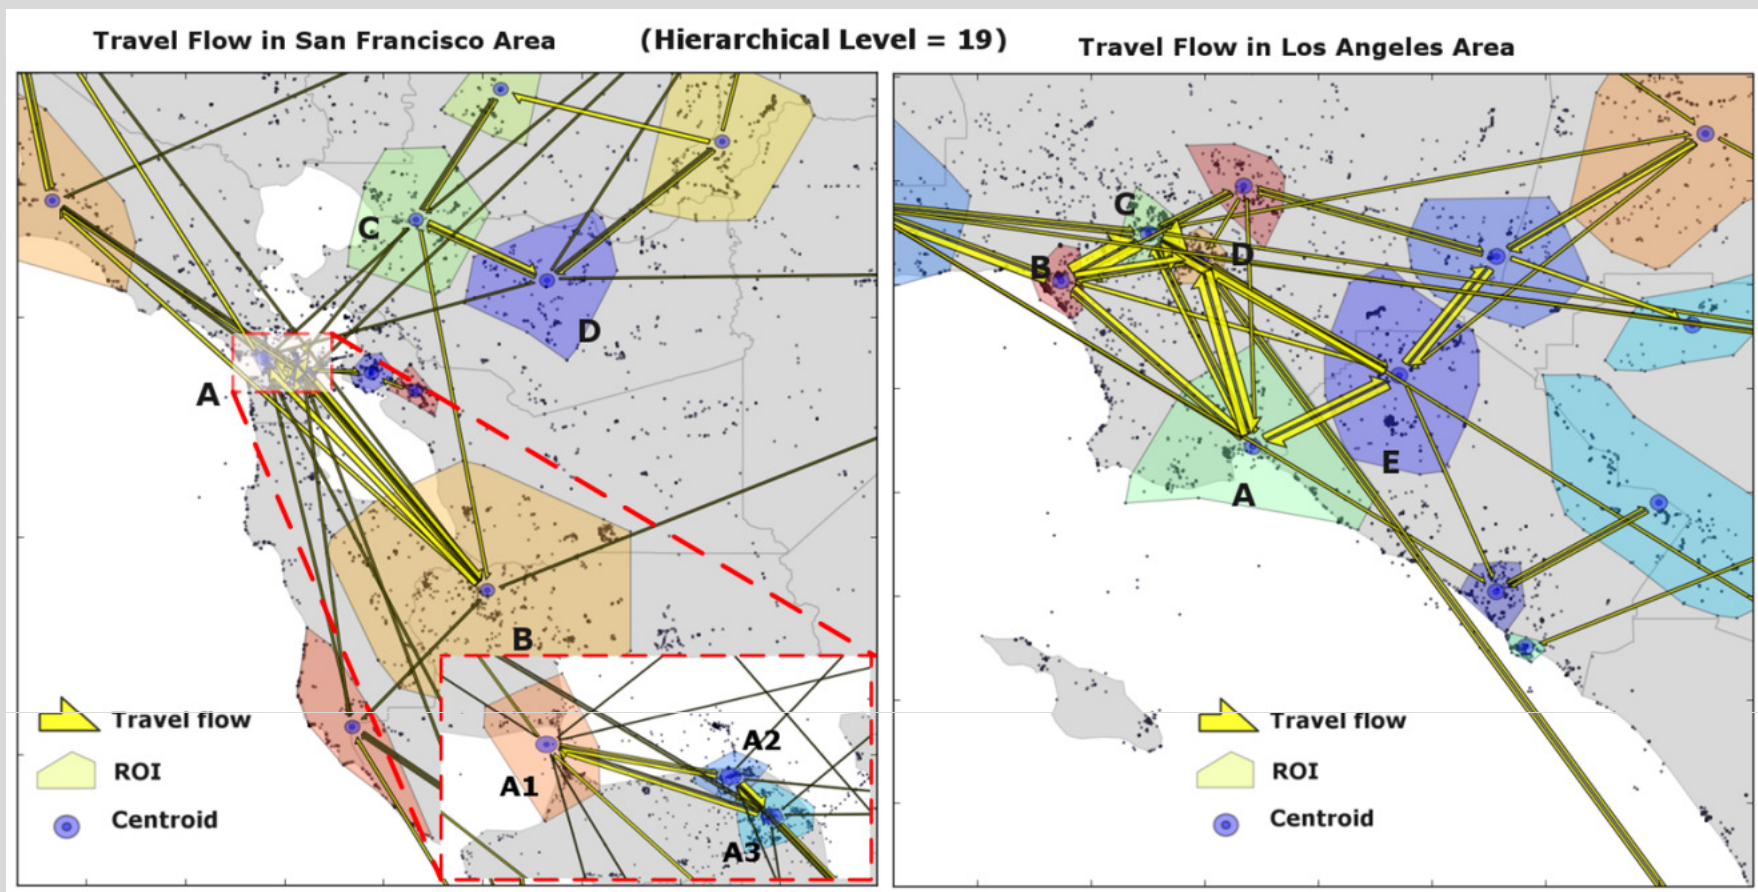 Travel Flow in San Francisco Area
(Hierarchical Level = 19)
Travel Flow in Los Angeles Area
C
D
A
B
A2
A1
A3
Travel flow
ROI
Centroid
C
B
D
E
A
Travel flow
ROI
Centroid